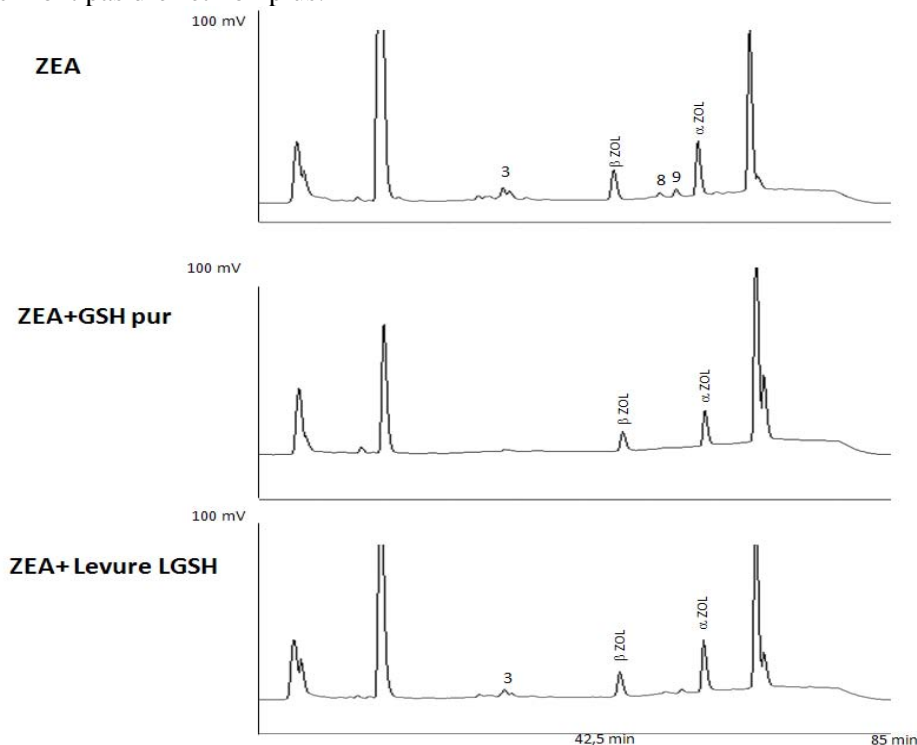 100 mV
ZEA
3
β ZOL
8
9
α ZOL
100 mV
ZEA+GSH pur
β ZOL
α ZOL
100 mV
ZEA+ Levure LGSH
3
β ZOL
α ZOL
42,5 min
85 min